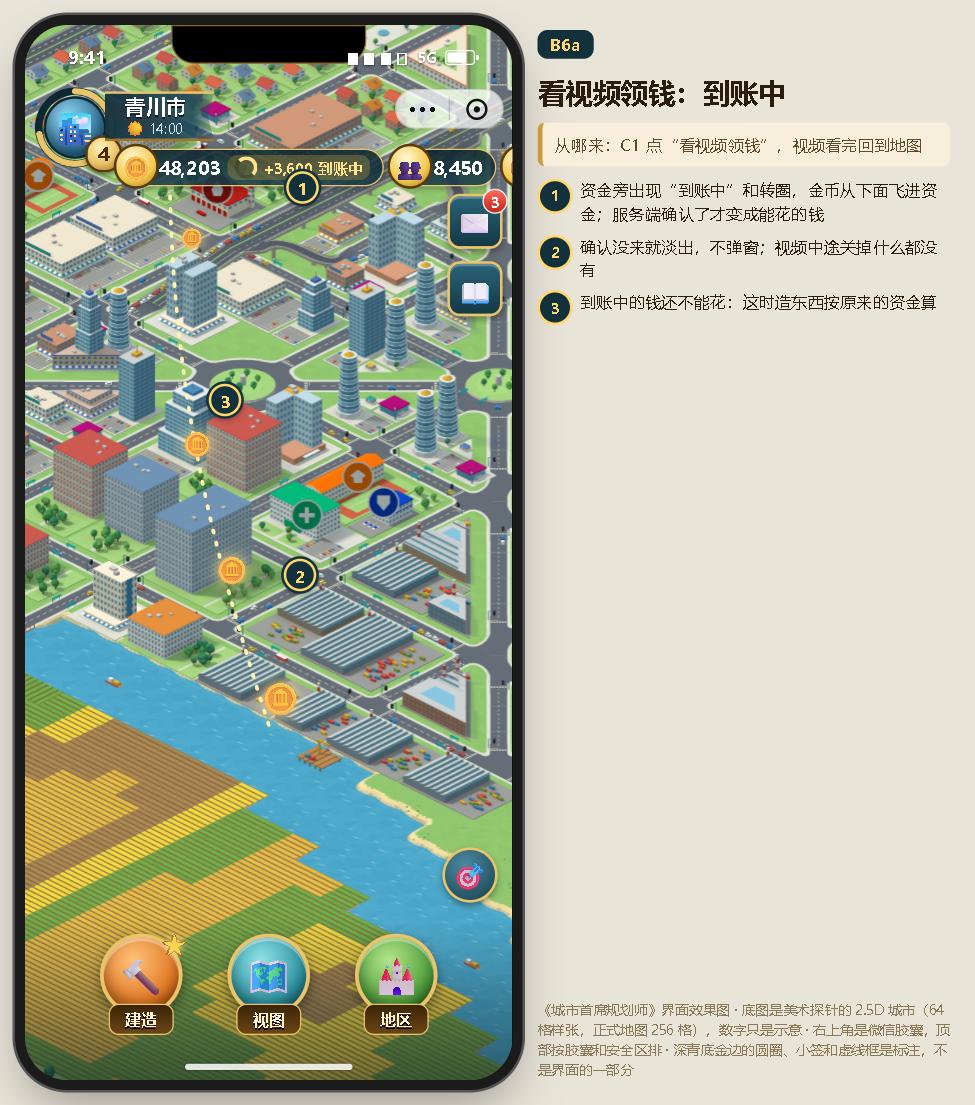 9:41
5G
青川市
14:00
4
48,203
+3,600 到账中
8,450
1
3
3
2
建造
视图
地区
B6a
看视频领钱：到账中
从哪来：C1 点“看视频领钱”，视频看完回到地图
1 资金旁出现“到账中”和转圈，金币从下面飞进资
金；服务端确认了才变成能花的钱
2 确认没来就淡出，不弹窗；视频中途关掉什么都没
有
3 到账中的钱还不能花：这时造东西按原来的资金算
《城市首席规划师》界面效果图 · 底图是美术探针的 2.5D 城市（64
格样张，正式地图 256 格），数字只是示意 · 右上角是微信胶囊，顶
部按胶囊和安全区排 · 深青底金边的圆圈、小签和虚线框是标注，不
是界面的一部分